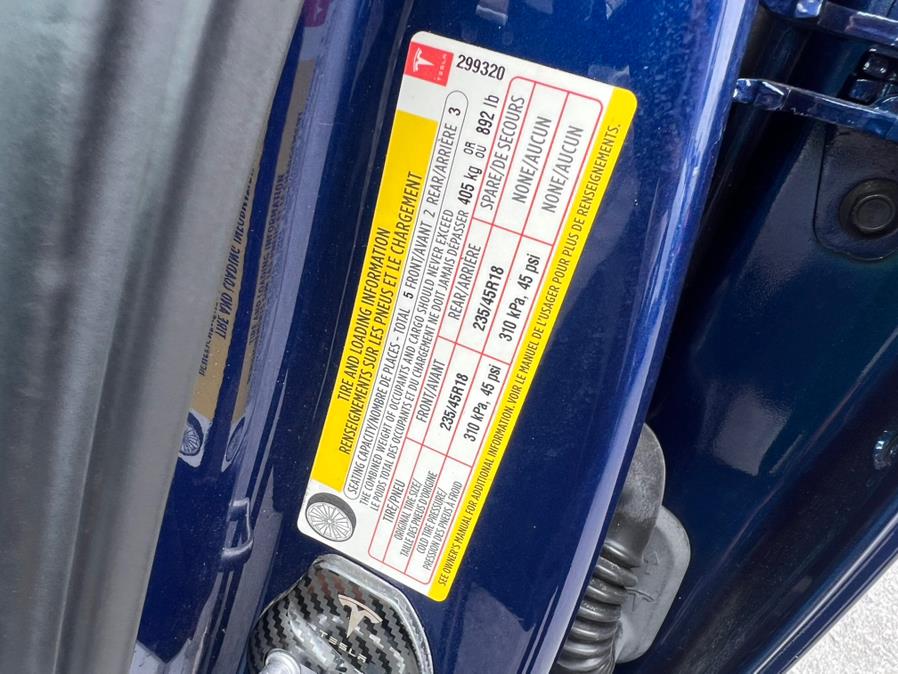 TESLA
299320
TIRE AND LOADING INFORMATION
RENSEIGNEMENTS SUR LES PNEUS ET LE CHARGEMENT
SEATING CAPACITY/NOMBRE DE PLACES - TOTAL 5 FRONT/AVANT 2 REAR/ARRIÈRE 3
THE COMBINED WEIGHT OF OCCUPANTS AND CARGO SHOULD NEVER EXCEED
LE POIDS TOTAL DES OCCUPANTS ET DU CHARGEMENT NE DOIT JAMAIS DÉPASSER 405 kg OR OU 892 lb
TIRE/PNEU FRONT/AVANT REAR/ARRIÈRE SPARE/DE SECOURS
ORIGINAL TIRE SIZE/
TAILLE DES PNEUS D'ORIGINE 235/45R18 235/45R18 NONE/AUCUN
COLD TIRE PRESSURE/
PRESSION DES PNEUS À FROID 310 kPa, 45 psi 310 kPa, 45 psi NONE/AUCUN
SEE OWNER'S MANUAL FOR ADDITIONAL INFORMATION. VOIR LE MANUEL DE L'USAGER POUR PLUS DE RENSEIGNEMENTS.
TESLA